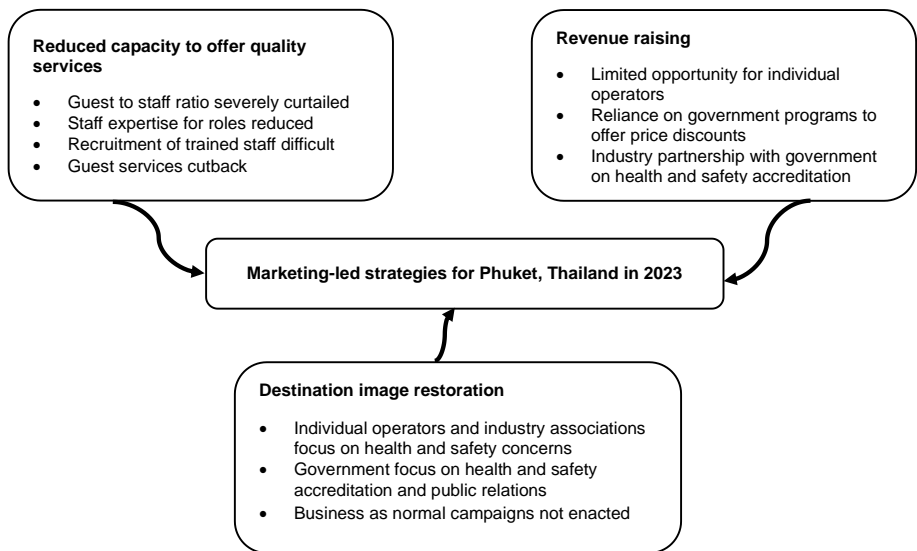 Reduced capacity to offer quality
services
• Guest to staff ratio severely curtailed
• Staff expertise for roles reduced
• Recruitment of trained staff difficult
• Guest services cutback
Revenue raising
• Limited opportunity for individual
operators
• Reliance on government programs to
offer price discounts
• Industry partnership with government
on health and safety accreditation
Marketing-led strategies for Phuket, Thailand in 2023
Destination image restoration
• Individual operators and industry associations
focus on health and safety concerns
• Government focus on health and safety
accreditation and public relations
• Business as normal campaigns not enacted